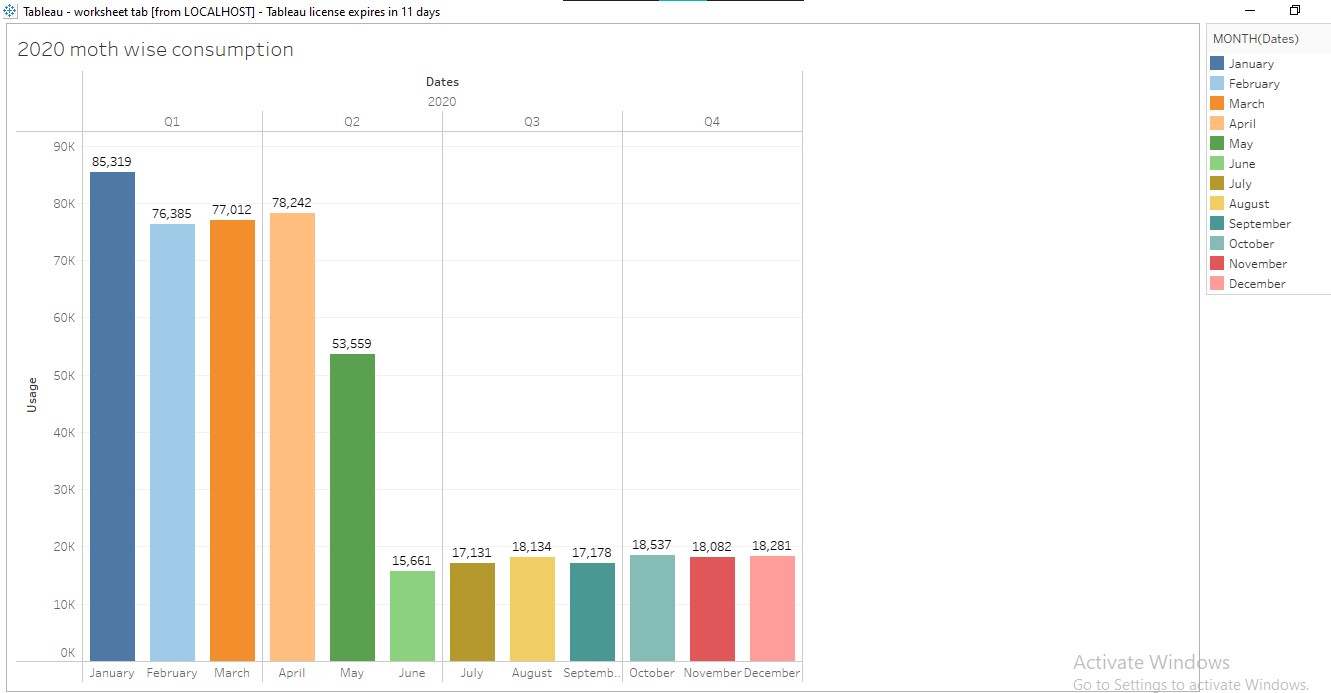 Tableau - worksheet tab [from LOCALHOST] - Tableau license expires in 11 days
2020 moth wise consumption
Dates
2020
Q1 Q2 Q3 Q4
90K
80K
70K
60K
50K
40K
30K
20K
10K
0K
Usage
85,319
76,385
77,012
78,242
53,559
15,661
17,131
18,134
17,178
18,537
18,082
18,281
January February March April May June July August Septemb.. October November December
MONTH(Dates)
January
February
March
April
May
June
July
August
September
October
November
December
Activate Windows
Go to Settings to activate Windows.